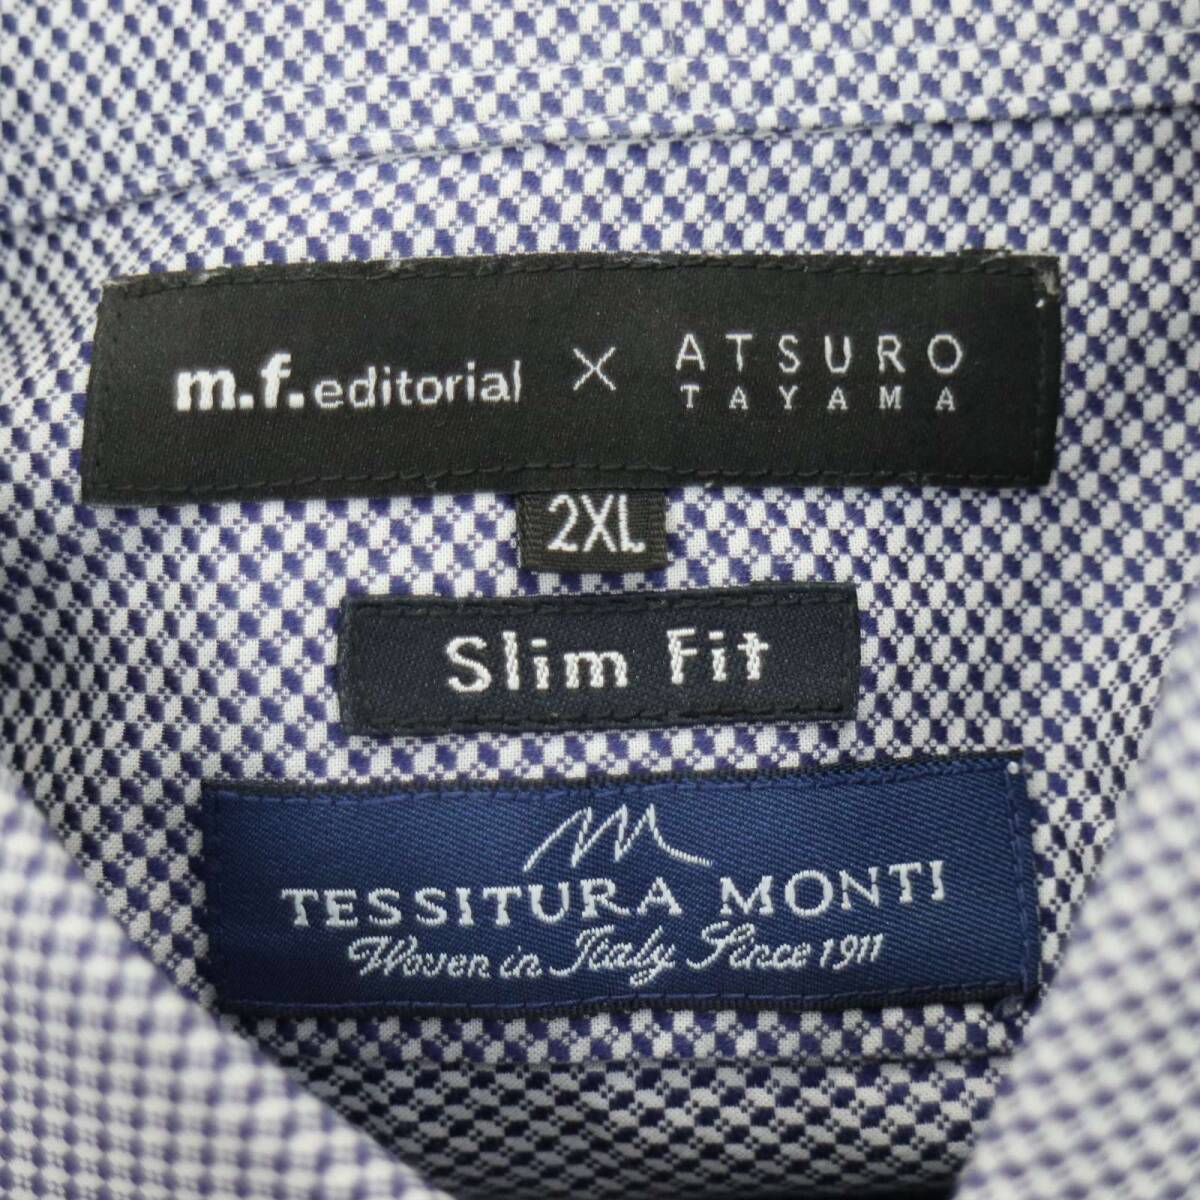 m.f.editorial × ATSURO
TAYAMA
2XL
Slim Fit
TESSITURA MONTI
Woven in Italy Since 1911